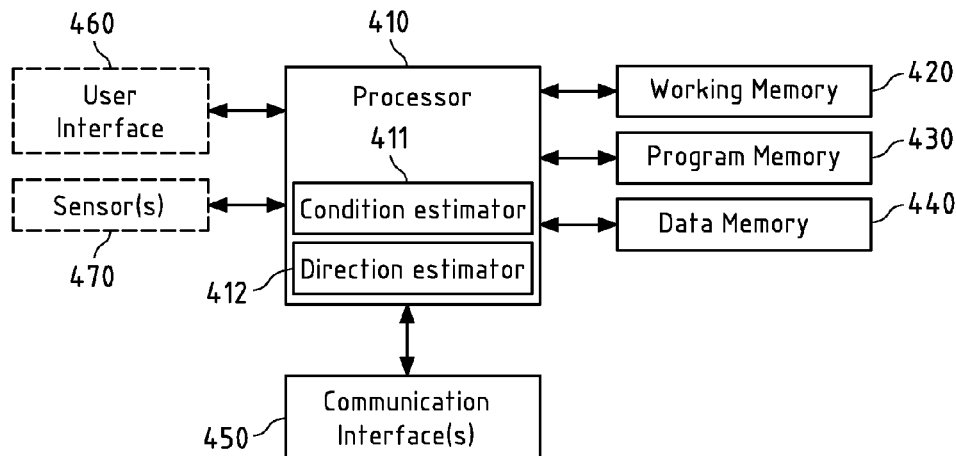 460
410
User
Interface
Processor
Working Memory
420
411
Program Memory
430
Sensor(s)
Condition estimator
Data Memory
440
470
412
Direction estimator
Communication
Interface(s)
450